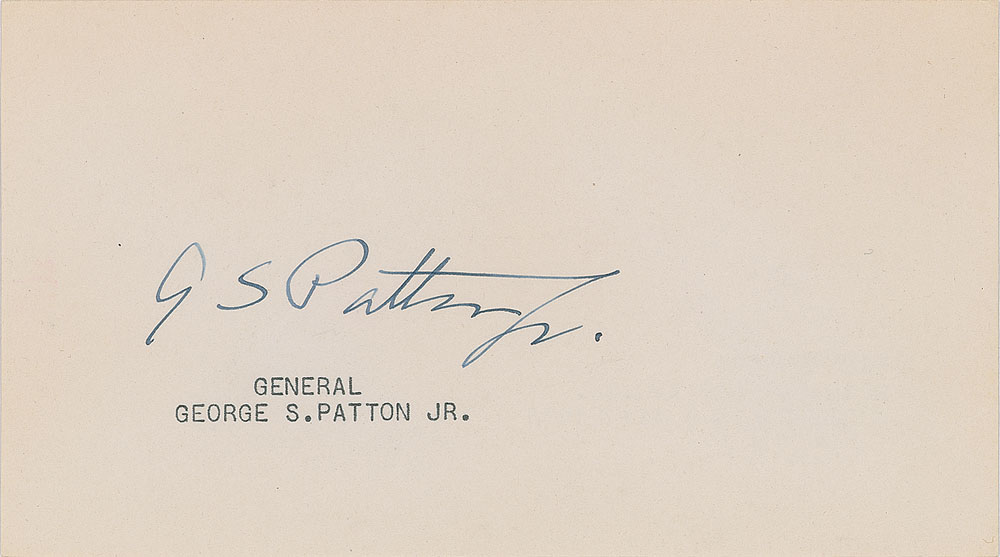 G S Patton Jr.
GENERAL
GEORGE S.PATTON JR.